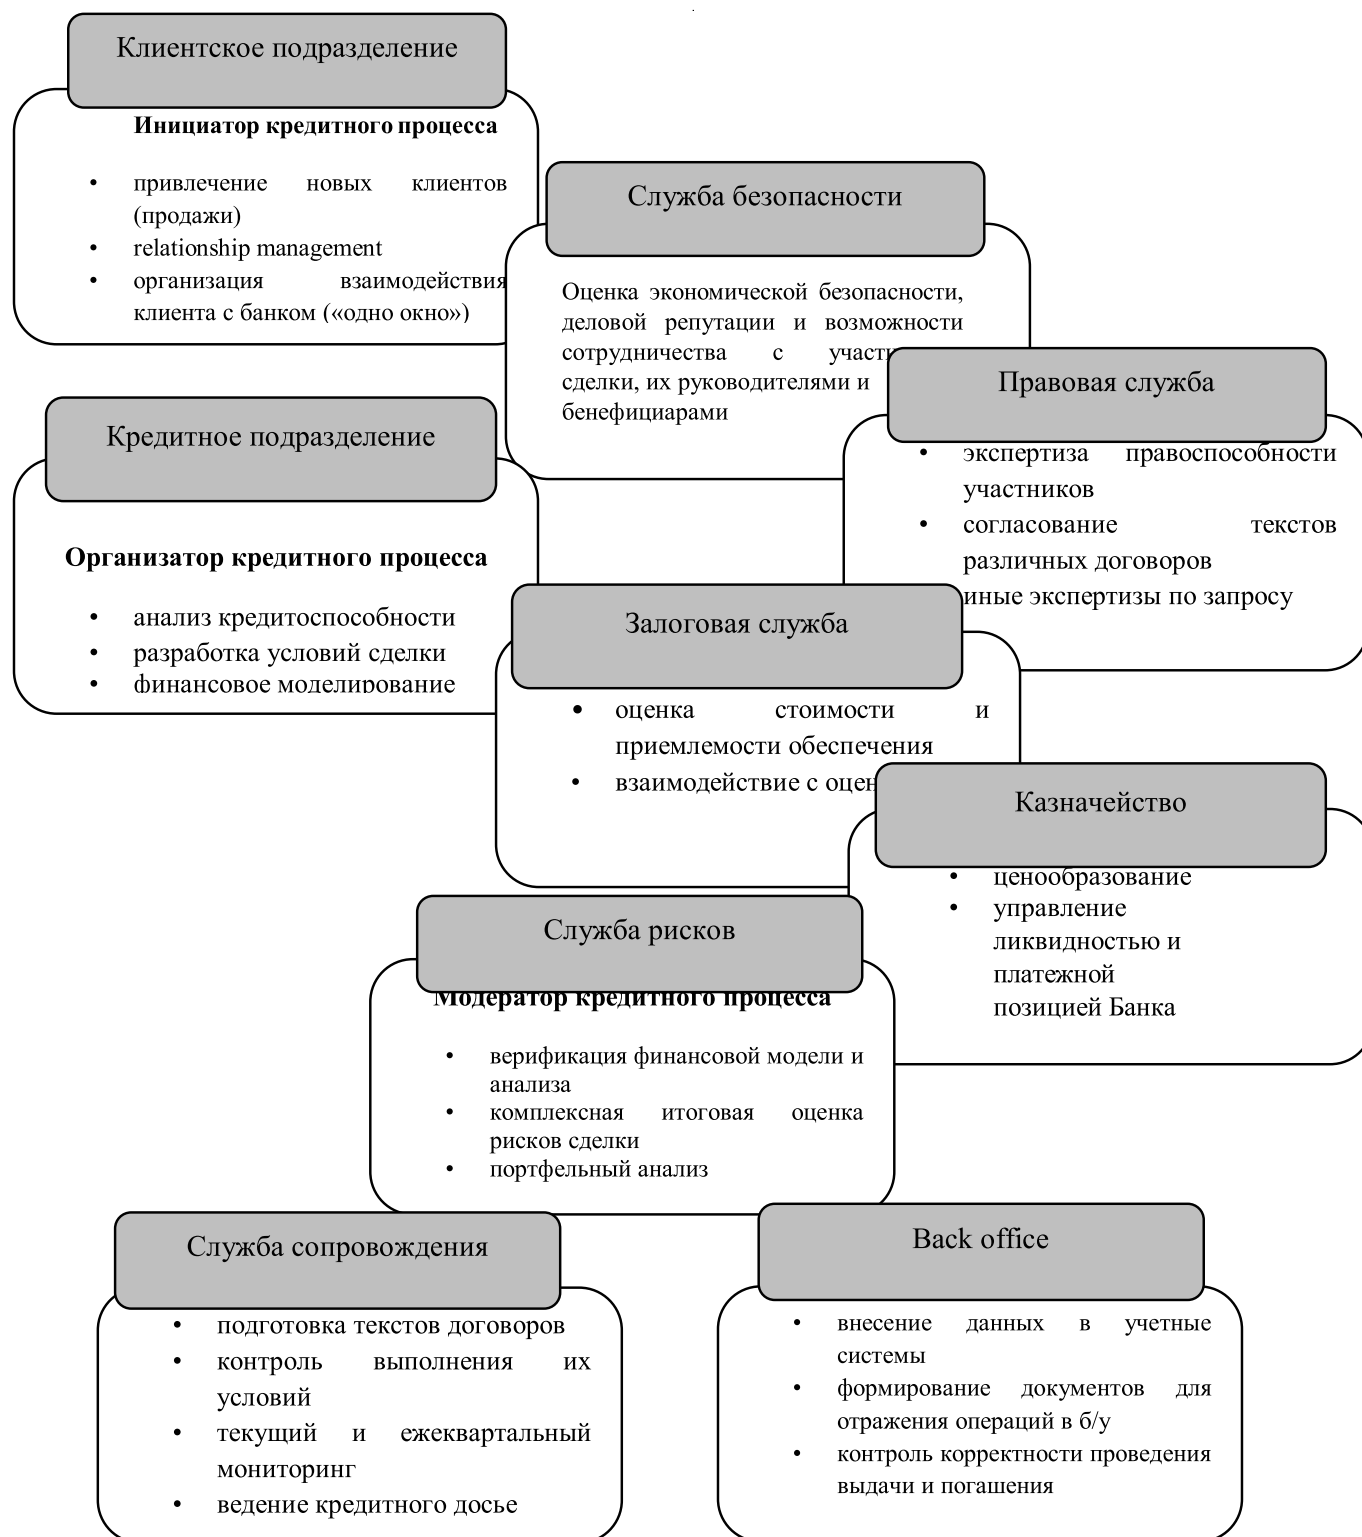 Клиентское подразделение
Инициатор кредитного процесса
• привлечение новых клиентов
(продажи)
• relationship management
• организация взаимодействия
клиента с банком («одно окно»)
Служба безопасности
Оценка экономической безопасности,
деловой репутации и возможности
сотрудничества с
сделки, их руководителями и
бенефициарами
Правовая служба
• экспертиза правоспособности
участников
• согласование текстов
различных договоров
иные экспертизы по запросу
Кредитное подразделение
Организатор кредитного процесса
• анализ кредитоспособности
• разработка условий сделки
• финансовое моделирование
Залоговая служба
• оценка стоимости и
приемлемости обеспечения
• взаимодействие с
Казначейство
• ценообразование
• управление
ликвидностью и
платежной
позицией Банка
Служба рисков
Модератор кредитного процесса
• верификация финансовой модели и
анализа
• комплексная итоговая оценка
рисков сделки
• портфельный анализ
Служба сопровождения
• подготовка текстов договоров
• контроль выполнения их
условий
• текущий и ежеквартальный
мониторинг
• ведение кредитного досье
Back office
• внесение данных в учетные
системы
• формирование документов для
отражения операций в б/у
• контроль корректности проведения
выдачи и погашения